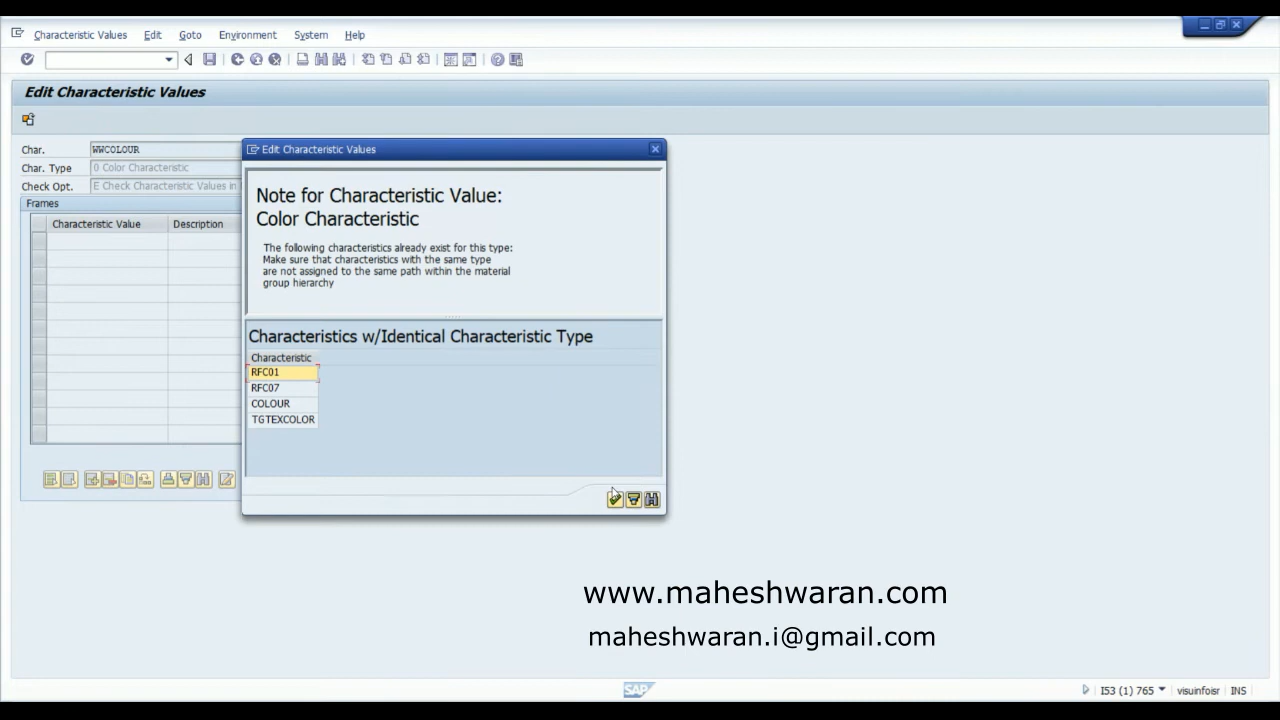 Characteristic Values Edit Goto Environment System Help
Edit Characteristic Values
Char. WWCOLOUR
Char. Type 0 Color Characteristic
Check Opt. E Check Characteristic Values in
Frames
Characteristic Value Description
Edit Characteristic Values
Note for Characteristic Value:
Color Characteristic
The following characteristics already exist for this type:
Make sure that characteristics with the same type
are not assigned to the same path within the material
group hierarchy
Characteristics w/Identical Characteristic Type
Characteristic
RFC01
RFC07
COLOUR
TGTEXCOLOR
www.maheshwaran.com
maheshwaran.i@gmail.com
SAP I53 (1) 765 visuinfoisr INS